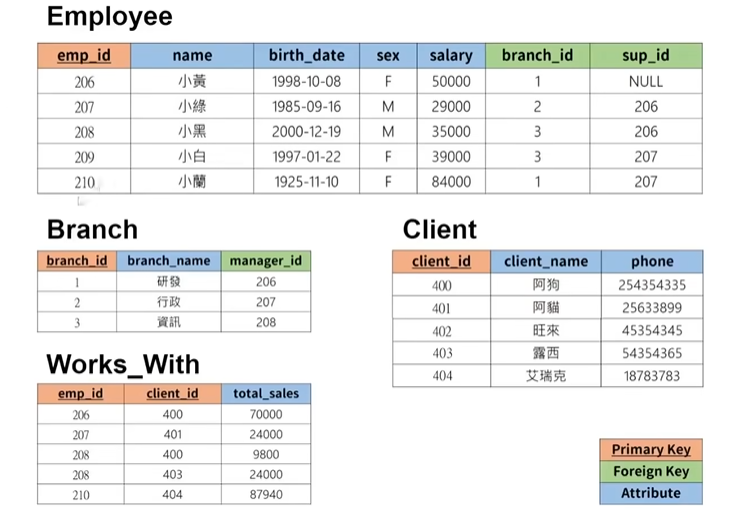 Employee
emp_id name birth_date sex salary branch_id sup_id
206 小黃 1998-10-08 F 50000 1 NULL
207 小綠 1985-09-16 M 29000 2 206
208 小黑 2000-12-19 M 35000 3 206
209 小白 1997-01-22 F 39000 3 207
210 小蘭 1925-11-10 F 84000 1 207
Branch
branch_id branch_name manager_id
1 研發 206
2 行政 207
3 資訊 208
Client
client_id client_name phone
400 阿狗 254354335
401 阿貓 25633899
402 旺來 45354345
403 露西 54354365
404 艾瑞克 18783783
Works_With
emp_id client_id total_sales
206 400 70000
207 401 24000
208 400 9800
208 403 24000
210 404 87940
Primary Key
Foreign Key
Attribute